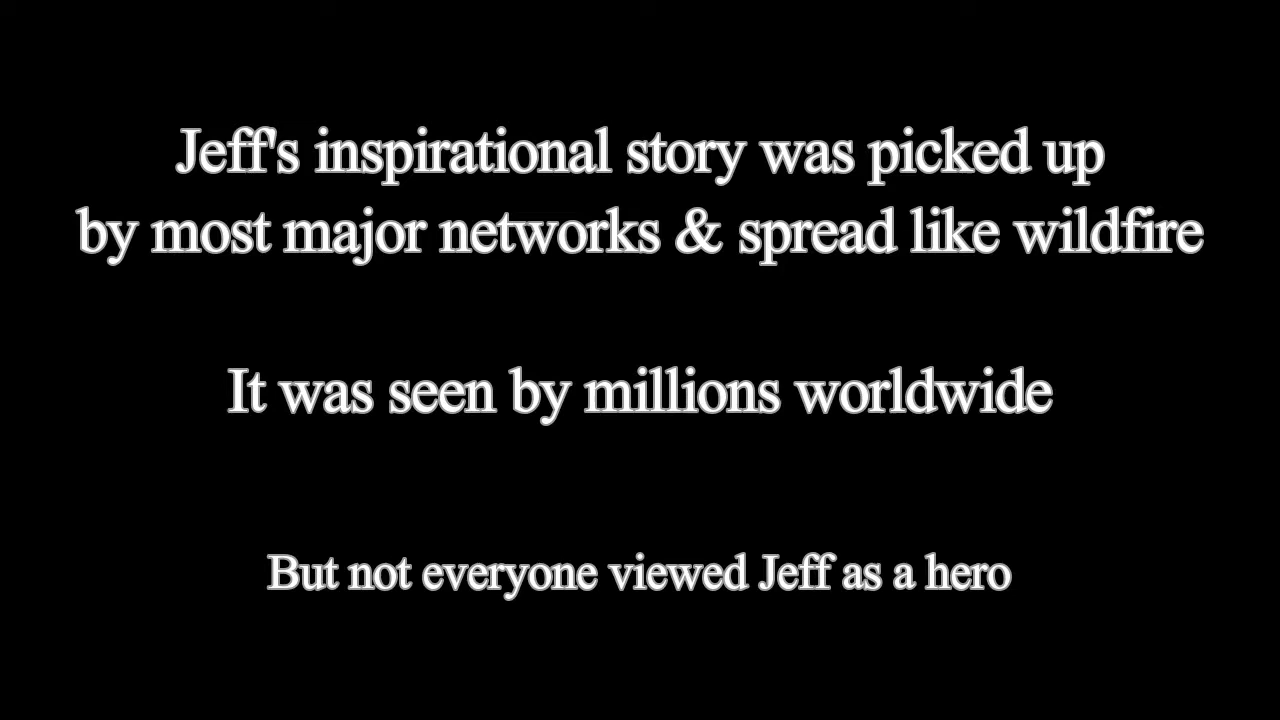 Jeff's inspirational story was picked up
by most major networks & spread like wildfire
It was seen by millions worldwide
But not everyone viewed Jeff as a hero